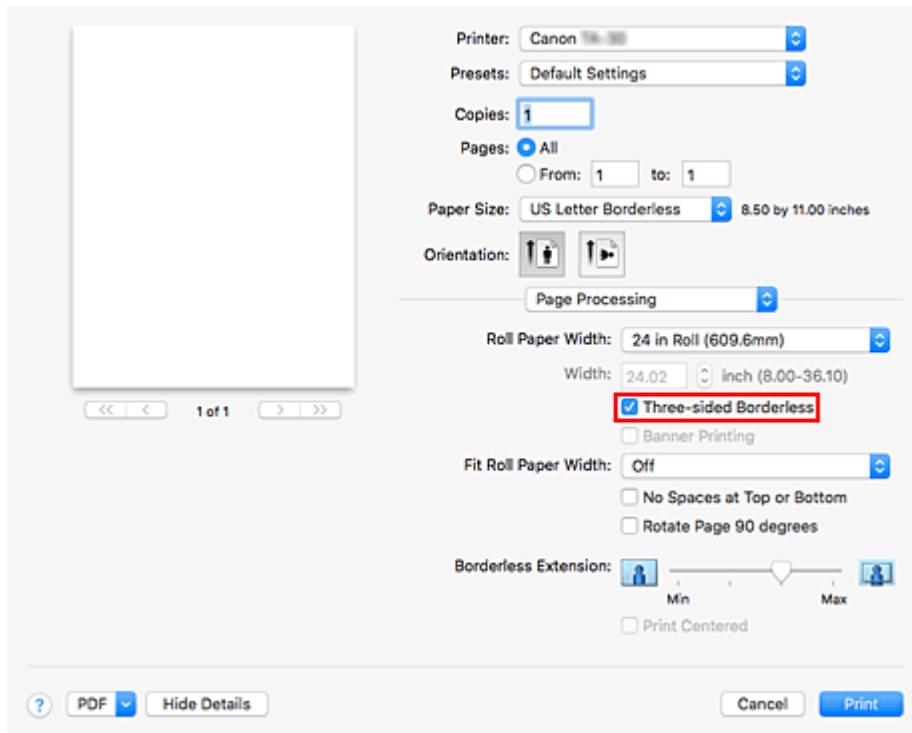 Printer: Canon
Presets: Default Settings
Copies: 1
Pages: All
From: 1 to: 1
Paper Size: US Letter Borderless 8.50 by 11.00 inches
Orientation:
Page Processing
Roll Paper Width: 24 in Roll (609.6mm)
Width: 24.02 inch (8.00-36.10)
1 of 1
Three-sided Borderless
Banner Printing
Fit Roll Paper Width: Off
No Spaces at Top or Bottom
Rotate Page 90 degrees
Borderless Extension:
Min Max
Print Centered
? PDF Hide Details Cancel Print